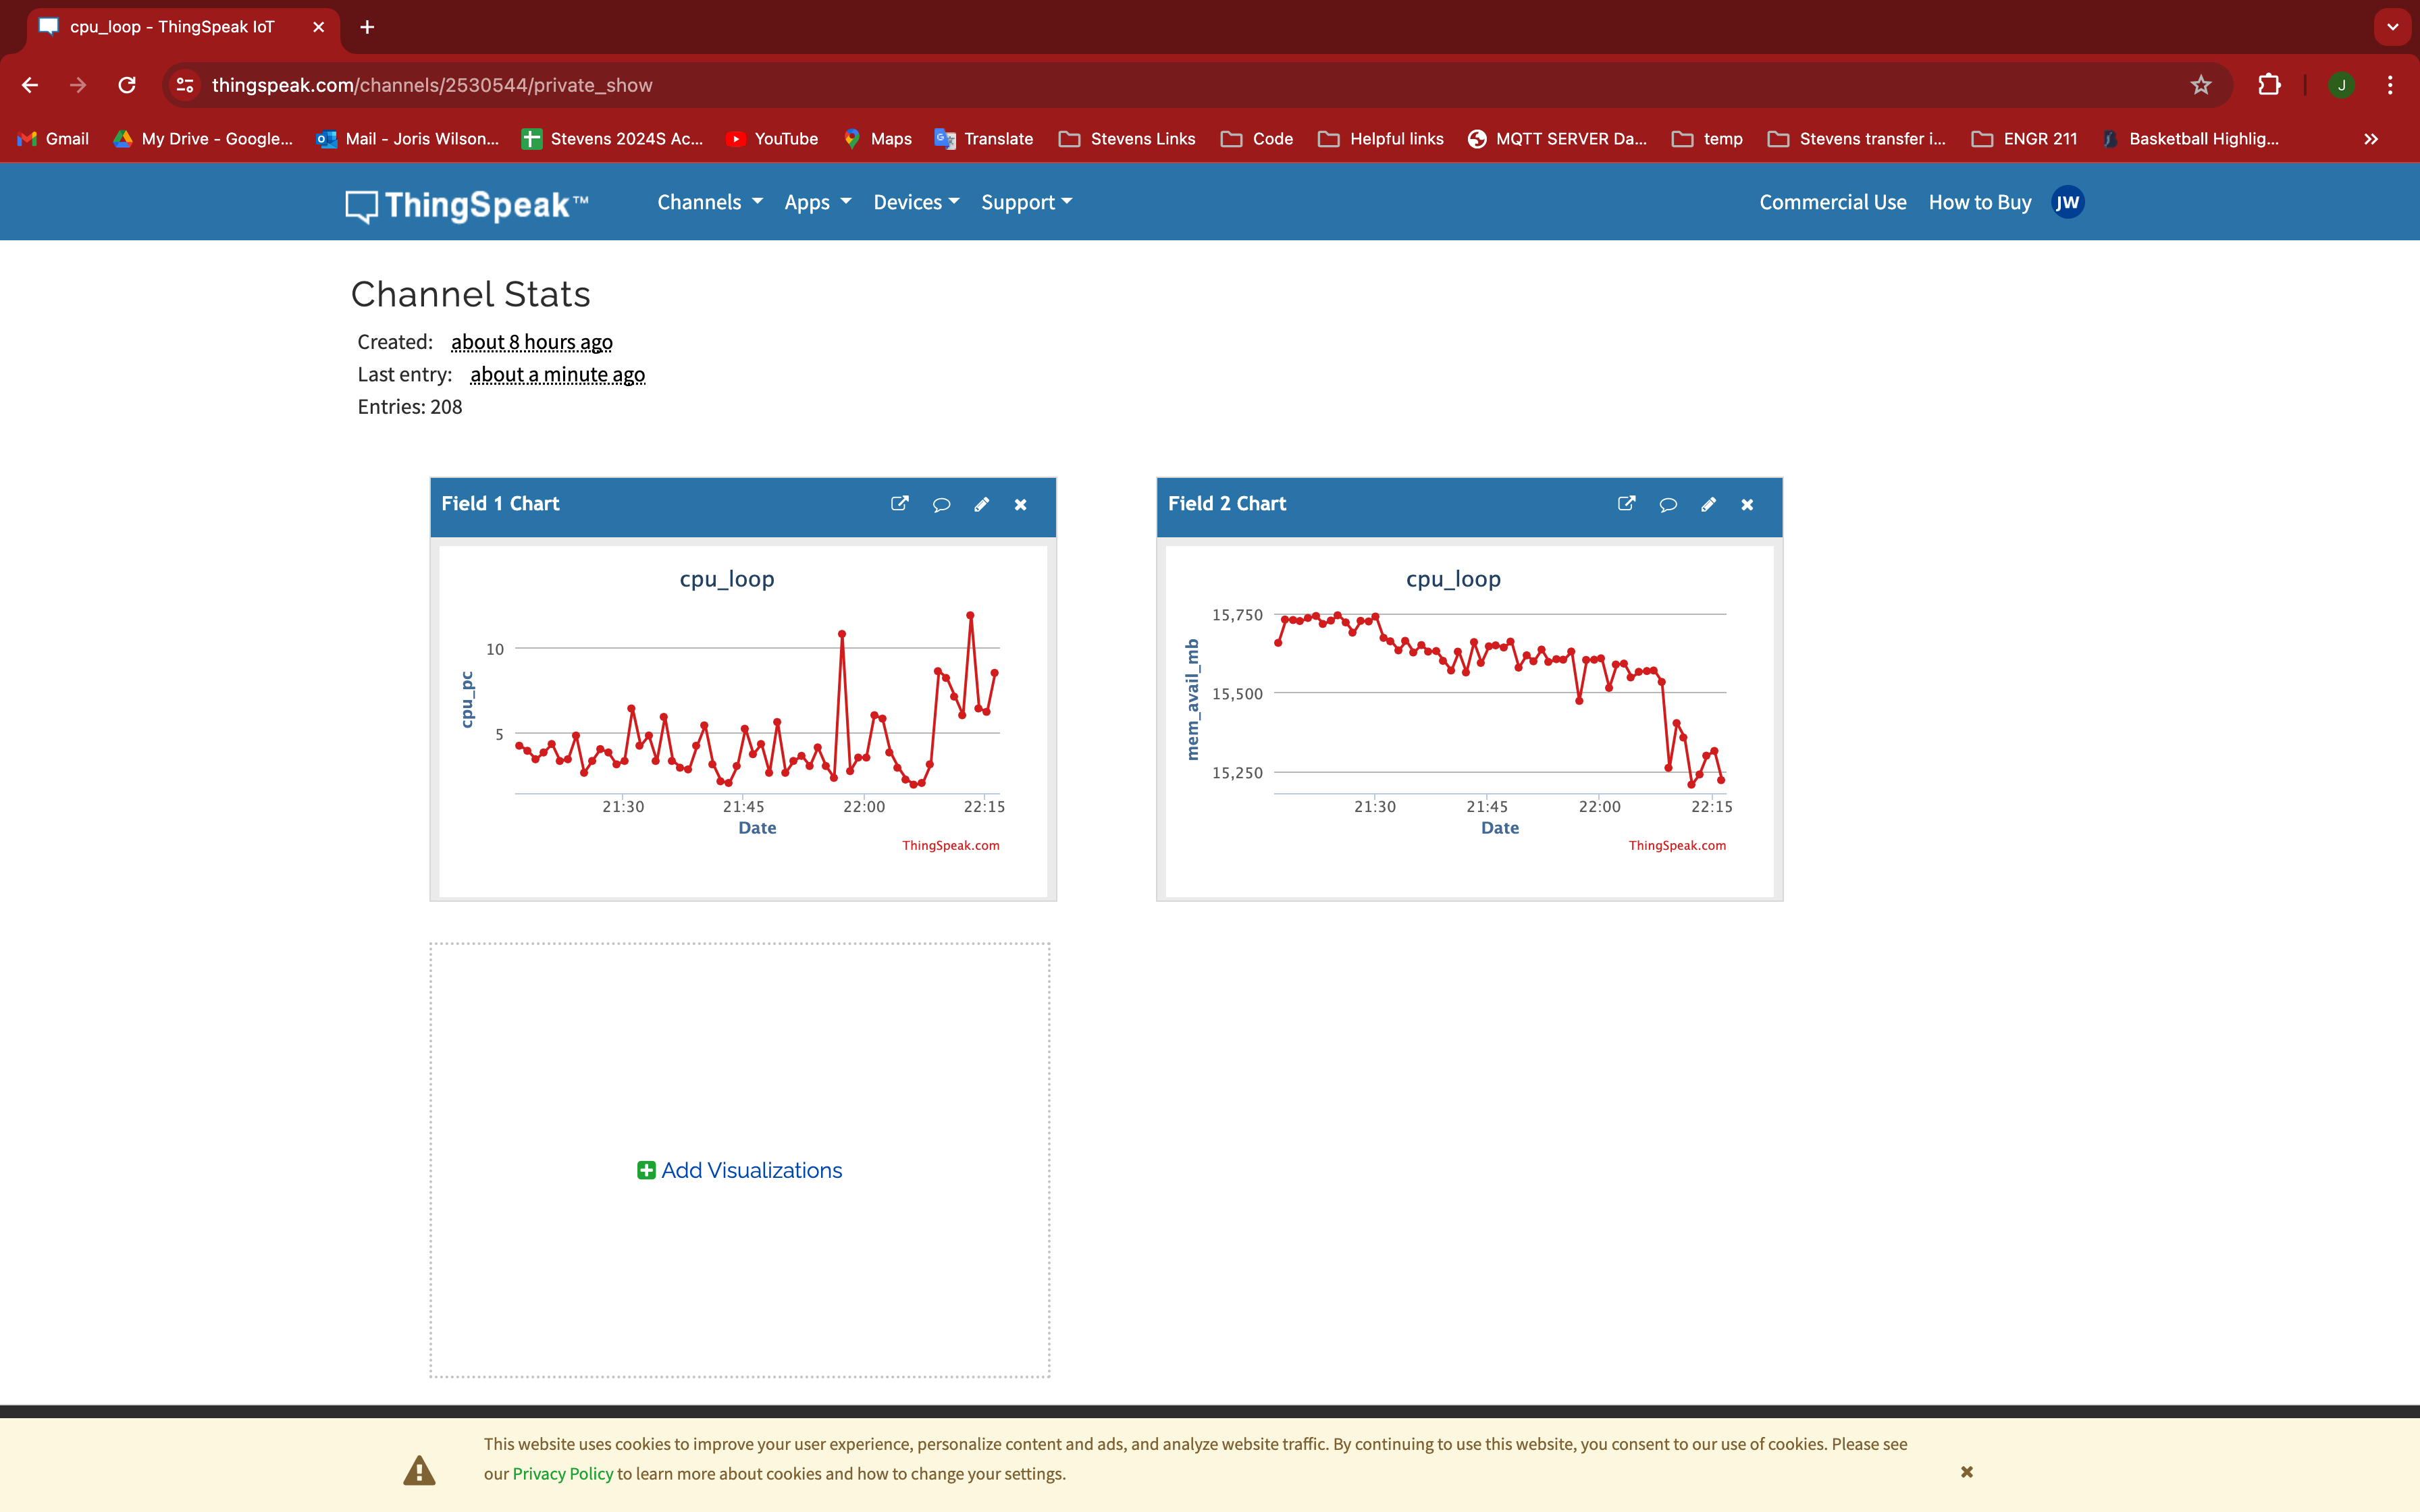 cpu_loop - ThingSpeak IoT
thingspeak.com/channels/2530544/private_show
J
Gmail
My Drive - Google...
Mail - Joris Wilson...
Stevens 2024S Ac...
YouTube
Maps
Translate
Stevens Links
Code
Helpful links
MQTT SERVER Da...
temp
Stevens transfer i...
ENGR 211
Basketball Highlig...
ThingSpeak™
Channels
Apps
Devices
Support
Commercial Use
How to Buy
JW
Channel Stats
Created: about 8 hours ago
Last entry: about a minute ago
Entries: 208
Field 1 Chart
cpu_loop
cpu_pc
10
5
21:30
21:45
22:00
22:15
Date
ThingSpeak.com
Field 2 Chart
cpu_loop
mem_avail_mb
15,750
15,500
15,250
21:30
21:45
22:00
22:15
Date
ThingSpeak.com
Add Visualizations
This website uses cookies to improve your user experience, personalize content and ads, and analyze website traffic. By continuing to use this website, you consent to our use of cookies. Please see
our Privacy Policy to learn more about cookies and how to change your settings.